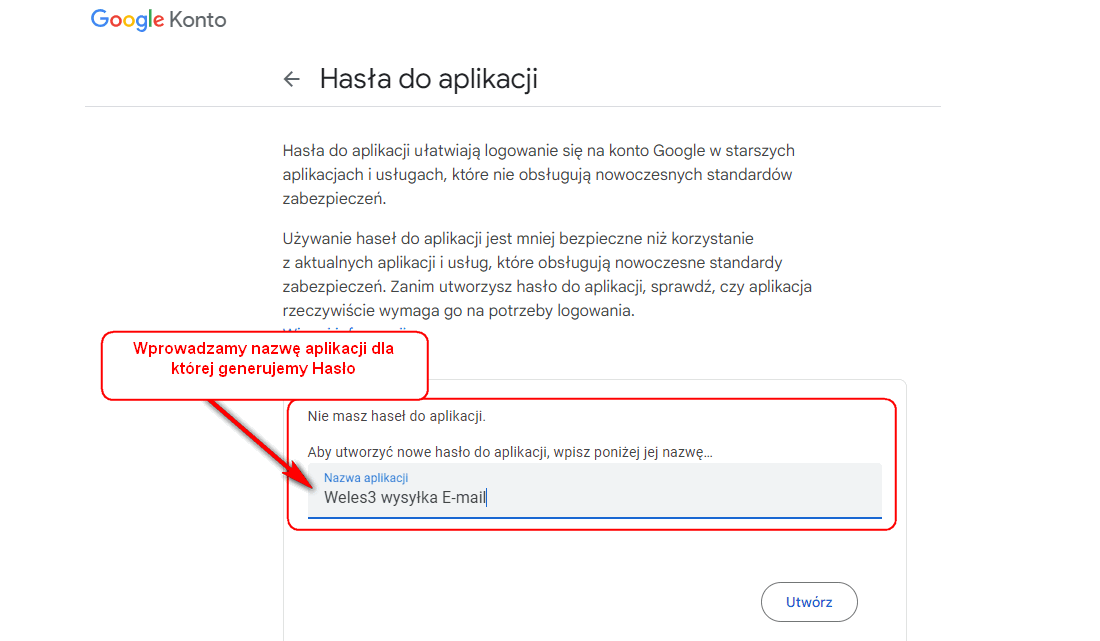 Google Konto
Hasła do aplikacji
Hasła do aplikacji ułatwiają logowanie się na konto Google w starszych
aplikacjach i usługach, które nie obsługują nowoczesnych standardów
zabezpieczeń.
Używanie haseł do aplikacji jest mniej bezpieczne niż korzystanie
z aktualnych aplikacji i usług, które obsługują nowoczesne standardy
zabezpieczeń. Zanim utworzysz hasło do aplikacji, sprawdź, czy aplikacja
rzeczywiście wymaga go na potrzeby logowania.
Wprowadzamy nazwę aplikacji dla
której generujemy Hasło
Nie masz haseł do aplikacji.
Aby utworzyć nowe hasło do aplikacji, wpisz poniżej jej nazwę...
Nazwa aplikacji
Weles3 wysyłka E-mail
Utwórz